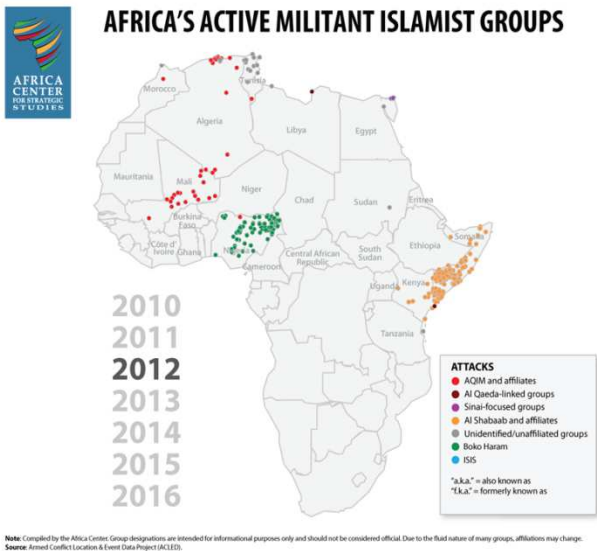 AFRICA'S ACTIVE MILITANT ISLAMIST GROUPS
AFRICA
CENTER
FOR STRATEGIC
STUDIES
Morocco
Tunisia
Algeria
Libya
Egypt
Mauritania
Mali
Niger
Chad
Sudan
Eritrea
Burkina
Faso
Nigeria
Côte d'
Ivoire
Ghana
Cameroon
Central African
Republic
South
Sudan
Ethiopia
Somalia
Uganda
Kenya
Tanzania
2010
2011
2012
2013
2014
2015
2016
ATTACKS
AQIM and affiliates
Al Qaeda-linked groups
Sinai-focused groups
Al Shabaab and affiliates
Unidentified/unaffiliated groups
Boko Haram
ISIS
"a.k.a." = also known as
"f.k.a." = formerly known as
Note: Compiled by the Africa Center. Group designations are intended for informational purposes only and should not be considered official. Due to the fluid nature of many groups, affiliations may change.
Source: Armed Conflict Location & Event Data Project (ACLED).